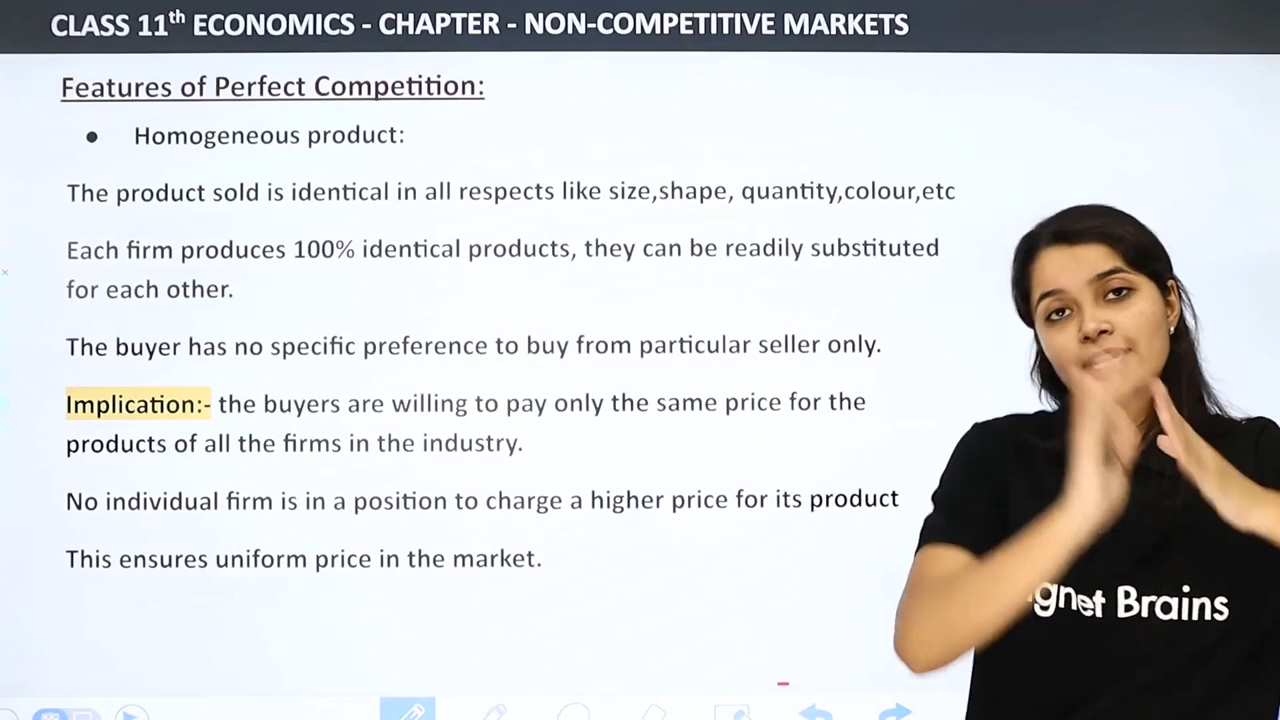 CLASS 11th ECONOMICS - CHAPTER - NON-COMPETITIVE MARKETS
Features of Perfect Competition:
● Homogeneous product:
The product sold is identical in all respects like size,shape, quantity,colour,etc
Each firm produces 100% identical products, they can be readily substituted
for each other.
The buyer has no specific preference to buy from particular seller only.
Implication:- the buyers are willing to pay only the same price for the
products of all the firms in the industry.
No individual firm is in a position to charge a higher price for its product
This ensures uniform price in the market.
gnet Brains